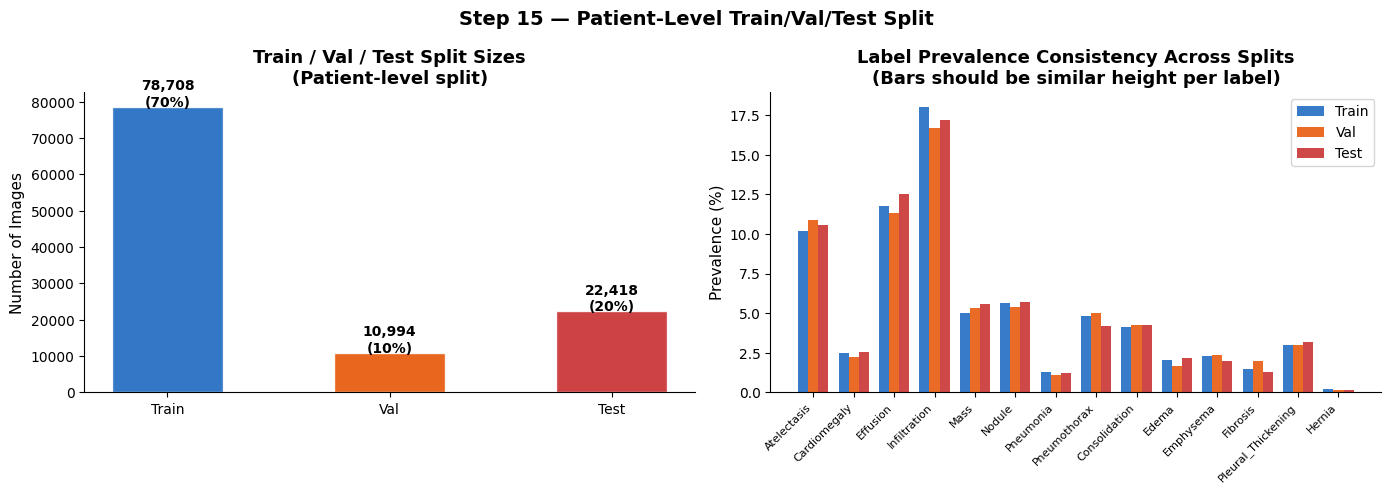 Step 15 — Patient-Level Train/Val/Test Split
Train / Val / Test Split Sizes
(Patient-level split)
Number of Images
80000
70000
60000
50000
40000
30000
20000
10000
0
78,708
(70%)
10,994
(10%)
22,418
(20%)
Train
Val
Test
Label Prevalence Consistency Across Splits
(Bars should be similar height per label)
Prevalence (%)
17.5
15.0
12.5
10.0
7.5
5.0
2.5
0.0
Train
Val
Test
Atelectasis
Cardiomegaly
Effusion
Infiltration
Mass
Nodule
Pneumonia
Pneumothorax
Consolidation
Edema
Emphysema
Fibrosis
Pleural_Thickening
Hernia